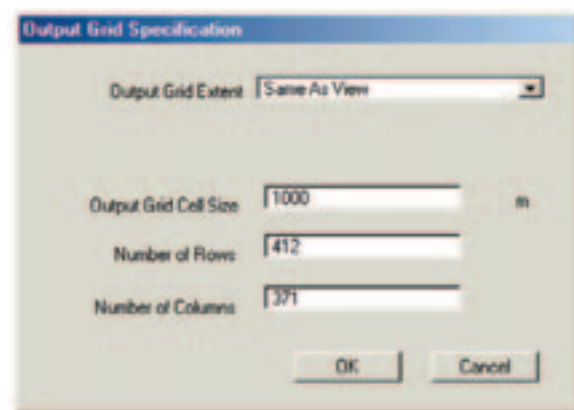 Output Grid Specification
Output Grid Extent Same As View
Output Grid Cell Size 1000 m
Number of Rows 412
Number of Columns 371
OK Cancel